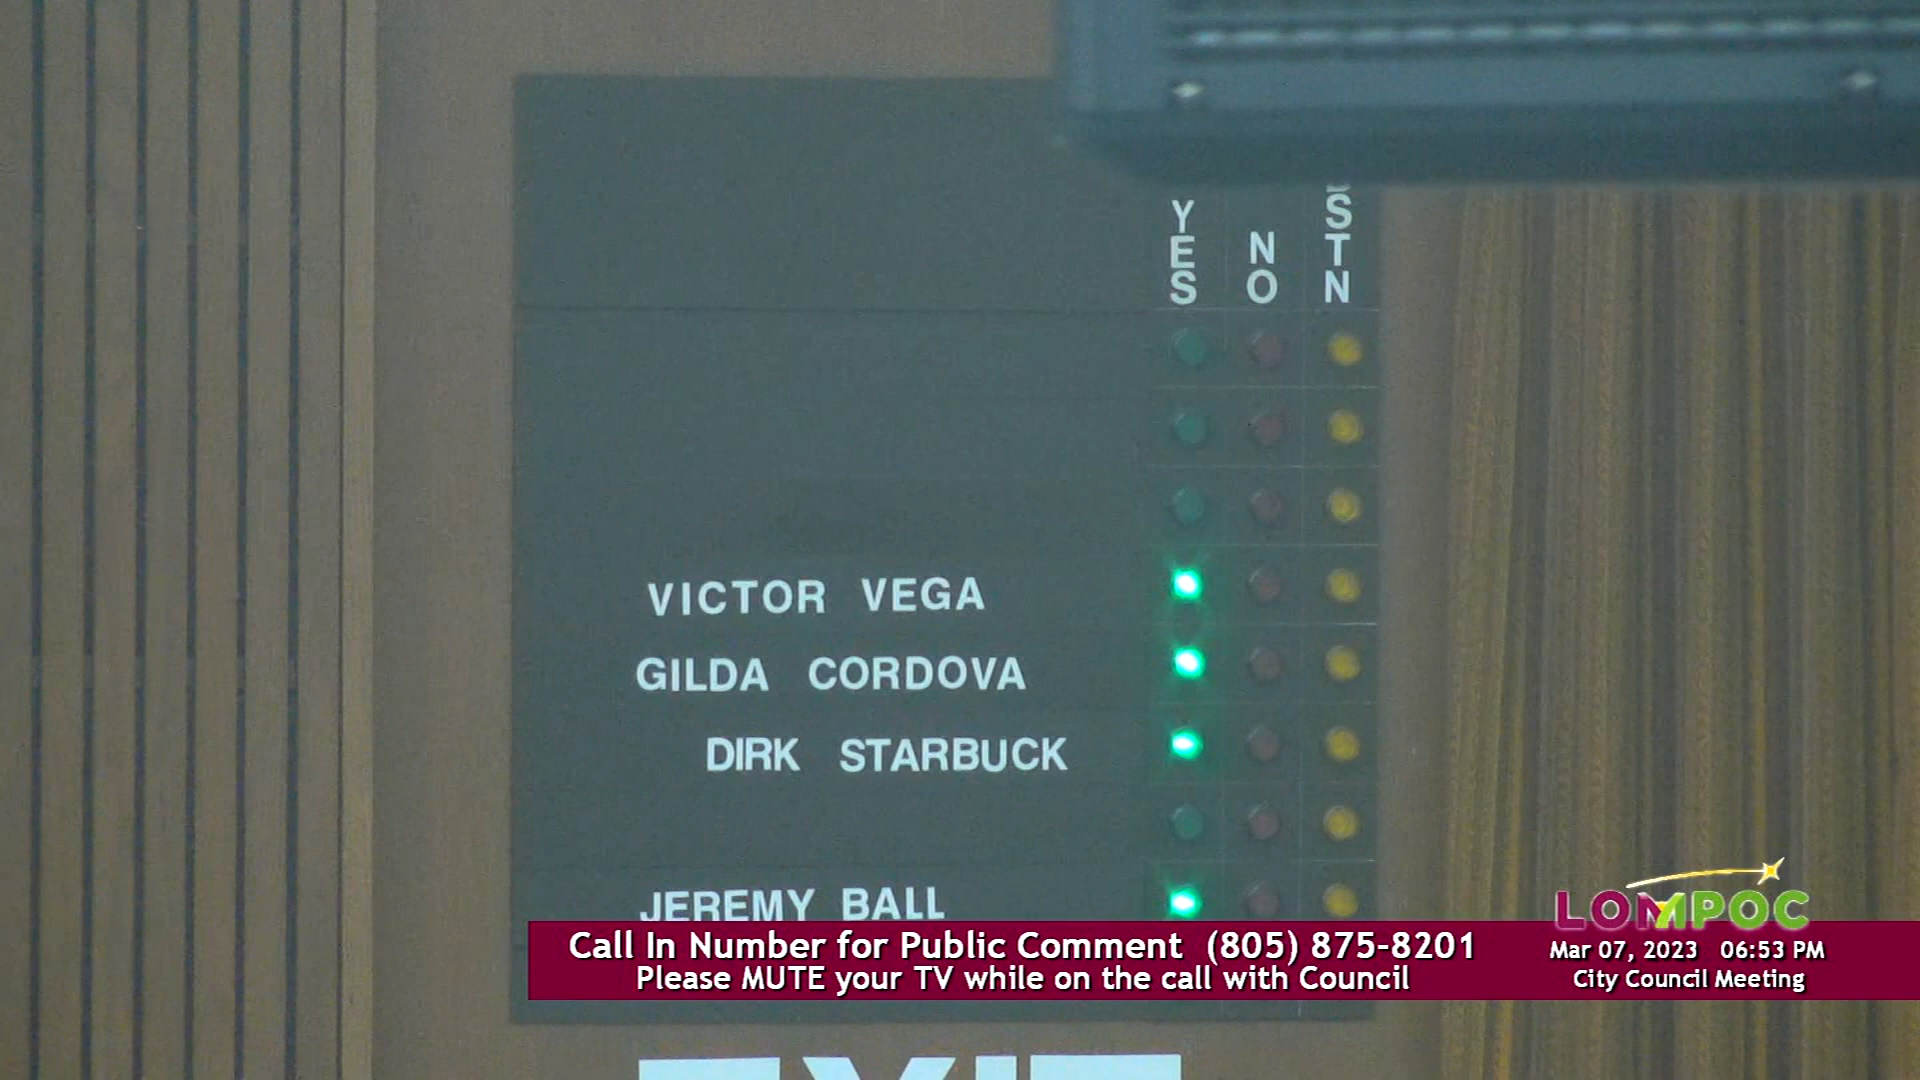 YES
NO
STN
VICTOR VEGA
GILDA CORDOVA
DIRK STARBUCK
JEREMY BALL
LOMPOC
Call In Number for Public Comment (805) 875-8201
Mar 07, 2023 06:53 PM
Please MUTE your TV while on the call with Council
City Council Meeting
EXIT